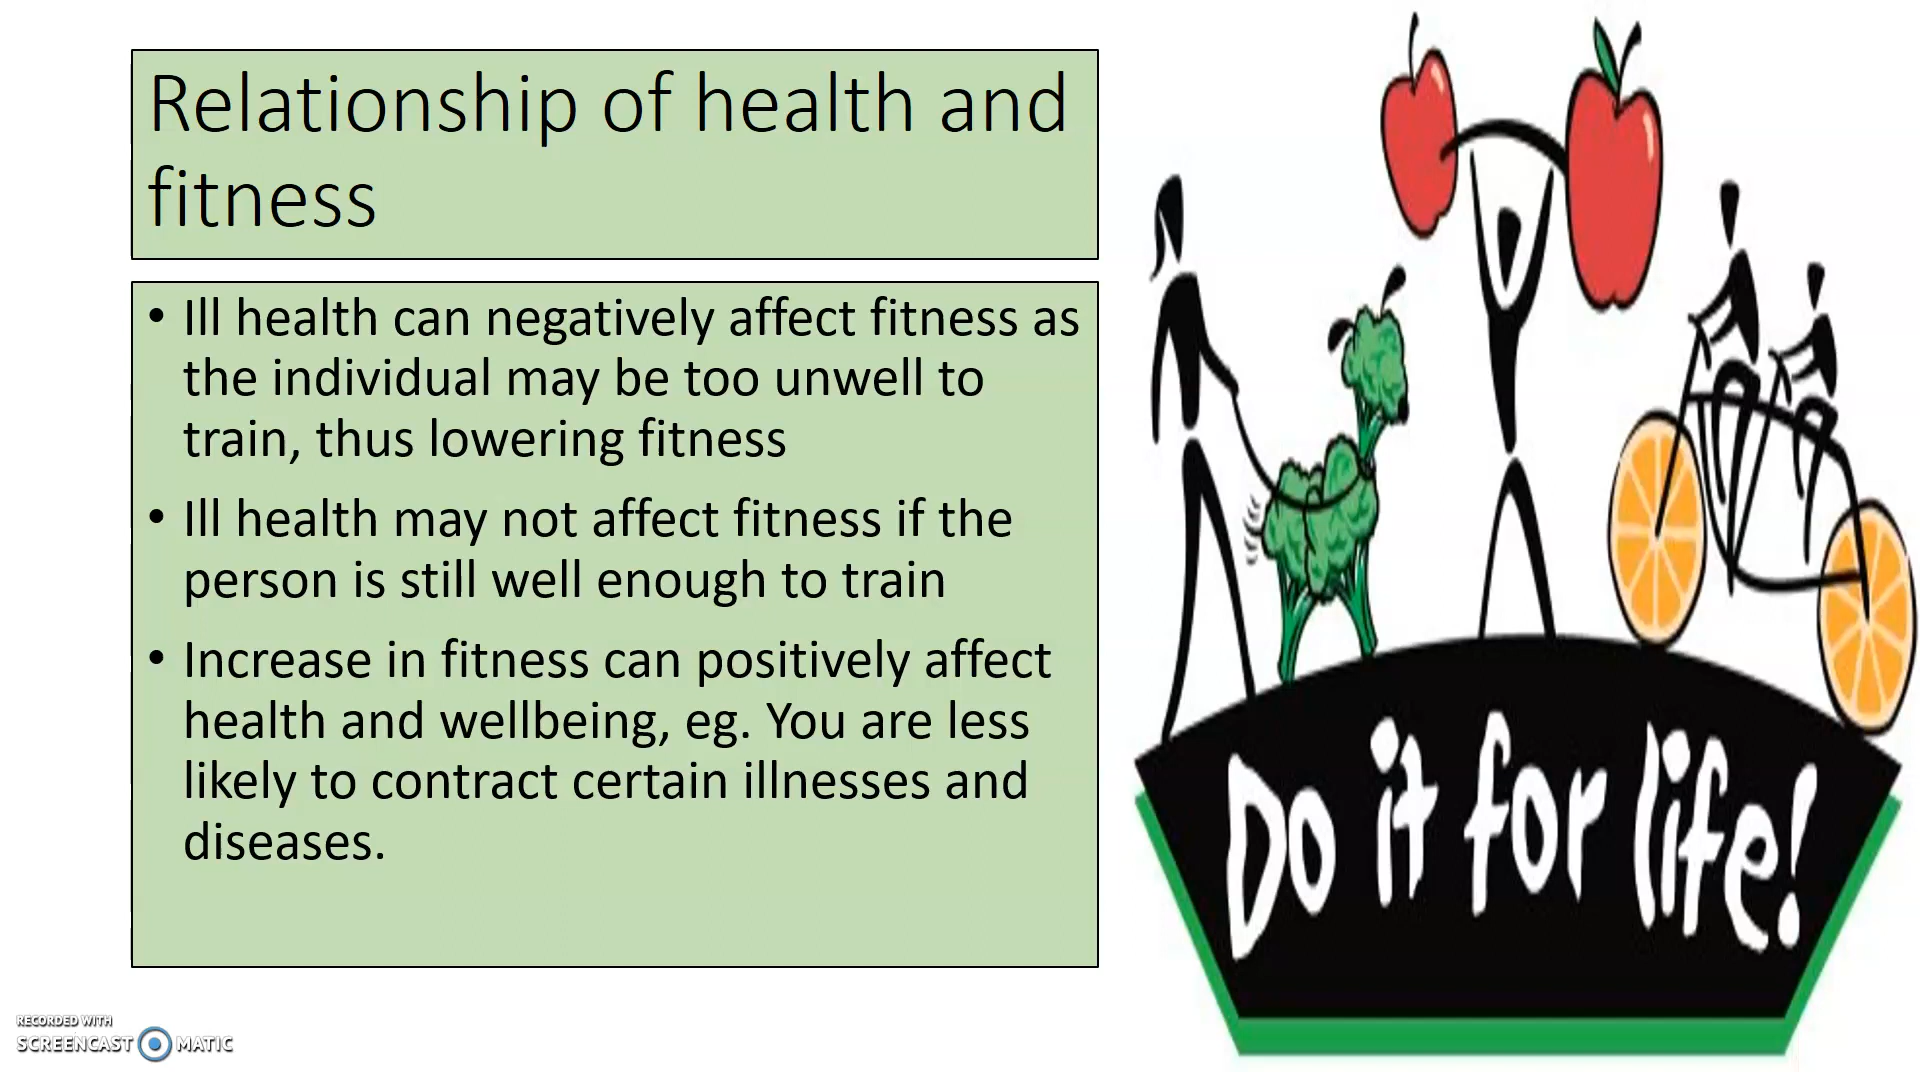 Relationship of health and
fitness
• Ill health can negatively affect fitness as
the individual may be too unwell to
train, thus lowering fitness
• Ill health may not affect fitness if the
person is still well enough to train
• Increase in fitness can positively affect
health and wellbeing, eg. You are less
likely to contract certain illnesses and
diseases.
Do it for life!
RECORDED WITH
SCREENCAST MATIC